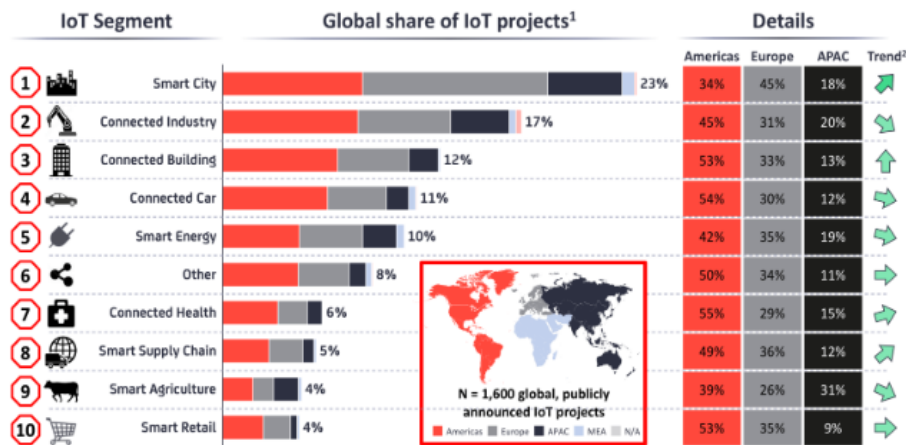 IoT Segment Global share of IoT projects¹ Details
Americas Europe APAC Trend²
1 Smart City 23% 34% 45% 18%
2 Connected Industry 17% 45% 31% 20%
3 Connected Building 12% 53% 33% 13%
4 Connected Car 11% 54% 30% 12%
5 Smart Energy 10% 42% 35% 19%
6 Other 8% 50% 34% 11%
7 Connected Health 6% 55% 29% 15%
8 Smart Supply Chain 5% 49% 36% 12%
9 Smart Agriculture 4% 39% 26% 31%
10 Smart Retail 4% 53% 35% 9%
N = 1,600 global, publicly
announced IoT projects
Americas Europe APAC MEA N/A